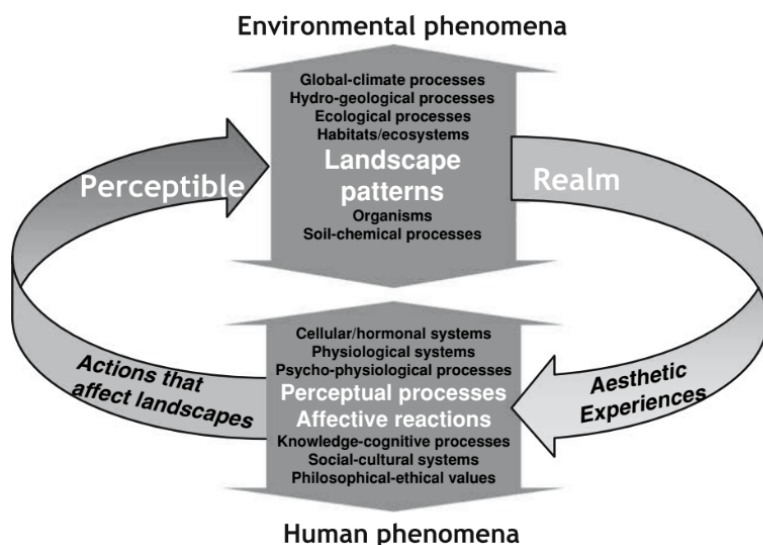 Environmental phenomena
Global-climate processes
Hydro-geological processes
Ecological processes
Habitats/ecosystems
Landscape
patterns
Organisms
Soil-chemical processes
Perceptible
Realm
Cellular/hormonal systems
Physiological systems
Psycho-physiological processes
Perceptual processes
Affective reactions
Knowledge-cognitive processes
Social-cultural systems
Philosophical-ethical values
Actions that
affect landscapes
Aesthetic
Experiences
Human phenomena